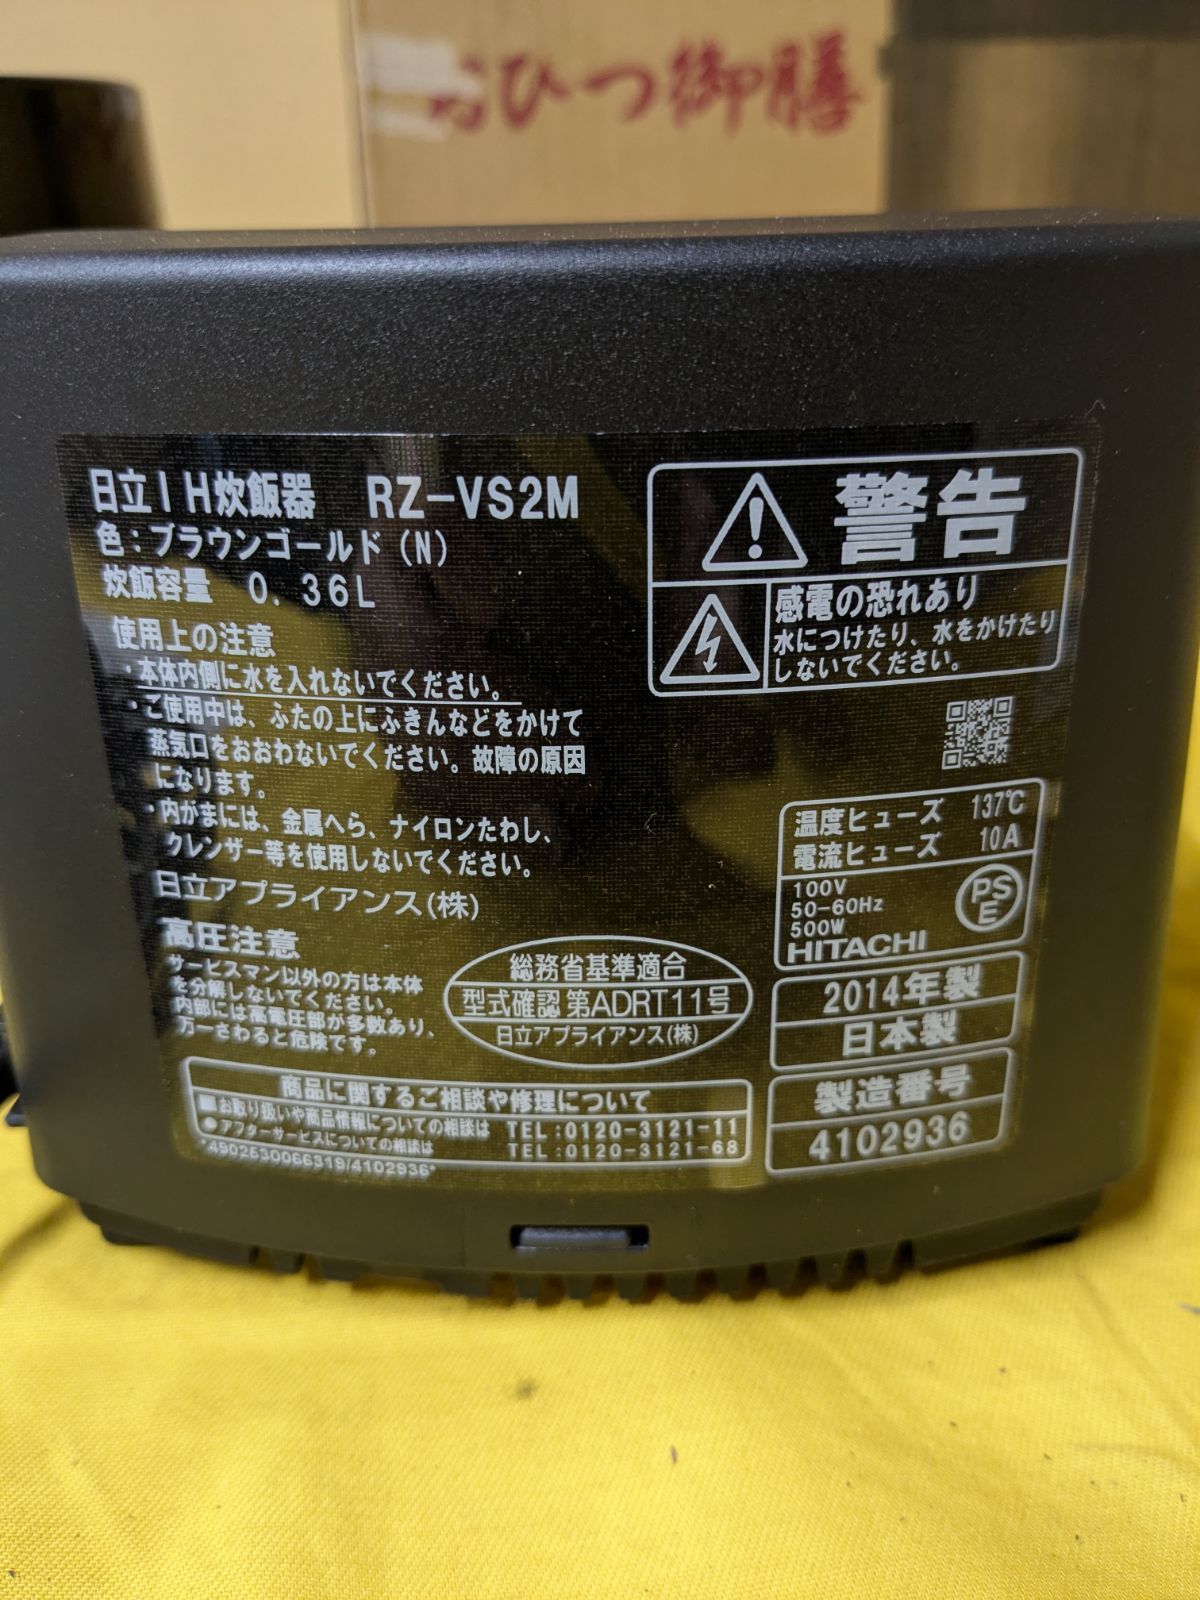 おひつ御膳
日立IH炊飯器 RZ-VS2M
色:ブラウンゴールド(N)
炊飯容量 0.36L
使用上の注意
・本体内側に水を入れないでください。
・ご使用中は、ふたの上にふきんなどをかけて
蒸気口をおおわないでください。故障の原因
になります。
・内がまには、金属へら、ナイロンたわし、
クレンザー等を使用しないでください。
日立アプライアンス(株)
高圧注意
サービスマン以外の方は本体
を分解しないでください。
内部には高電圧部が多数あり、
万一さわると危険です。
総務省基準適合
型式確認 第ADRT11号
日立アプライアンス(株)
商品に関するご相談や修理について
■お取り扱いや商品情報についての相談は TEL:0120-3121-11
●アフターサービスについての相談は TEL:0120-3121-68
*4902530066319/4102936*
警告
感電の恐れあり
水につけたり、水をかけたり
しないでください。
温度ヒューズ 137℃
電流ヒューズ 10A
100V
50-60Hz
500W
PS
E
HITACHI
2014年製
日本製
製造番号
4102936